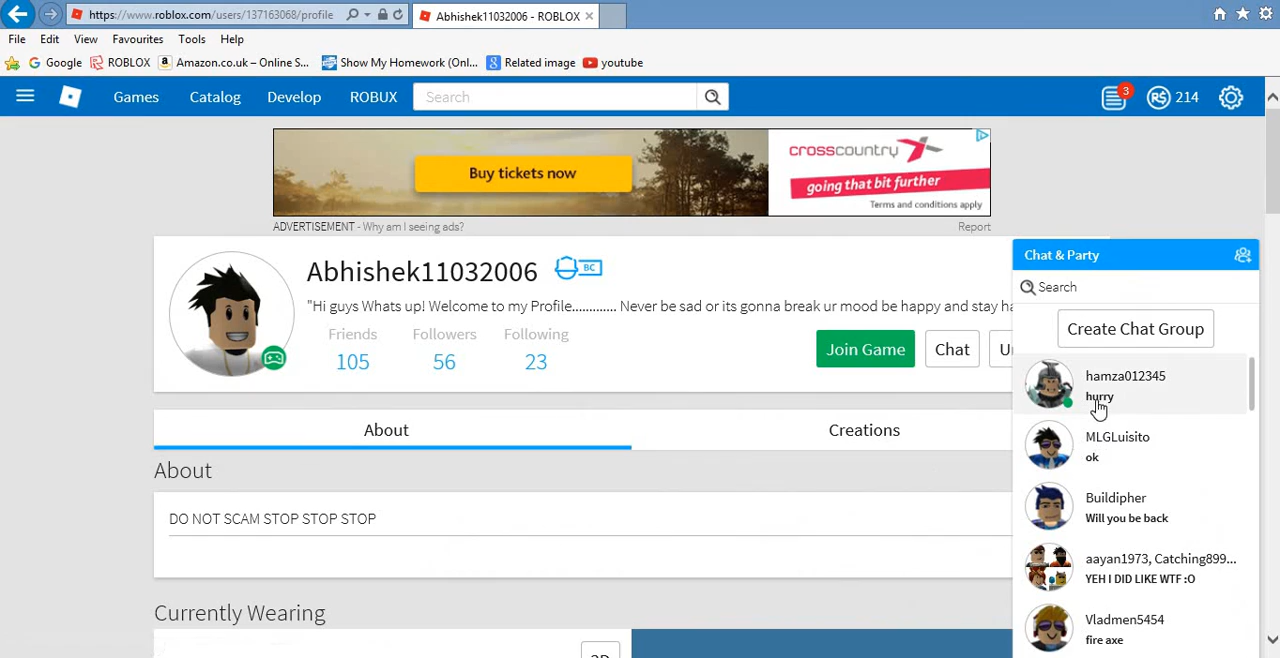 https://www.roblox.com/users/137163068/profile
Abhishek11032006 - ROBLOX
File Edit View Favourites Tools Help
Google ROBLOX Amazon.co.uk – Online S... Show My Homework (Onl... Related image youtube
Games Catalog Develop ROBUX Search 3 R$ 214
Buy tickets now
crosscountry
going that bit further
Terms and conditions apply
ADVERTISEMENT - Why am I seeing ads? Report
Abhishek11032006 BC
"Hi guys Whats up! Welcome to my Profile............. Never be sad or its gonna break ur mood be happy and stay ha
Friends Followers Following
105 56 23
Join Game Chat Un
About Creations
About
DO NOT SCAM STOP STOP STOP
Currently Wearing
Chat & Party
Search
Create Chat Group
hamza012345
hurry
MLGLuisito
ok
Buildipher
Will you be back
aayan1973, Catching899...
YEH I DID LIKE WTF :O
Vladmen5454
fire axe